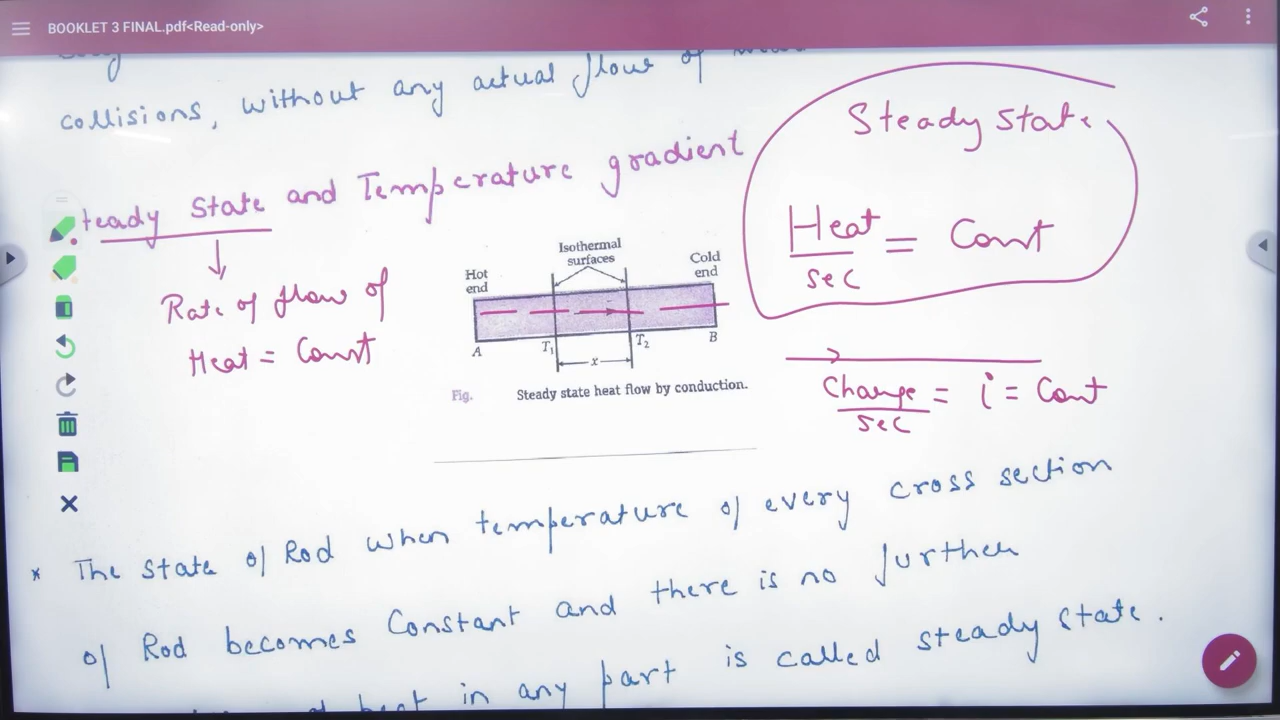 BOOKLET 3 FINAL.pdf<Read-only>
collisions, without any actual flow of
teady State and Temperature gradient
Rate of flow of
Heat = Const
Steady State
Heat = Const
sec
Isothermal
surfaces
Hot
end
Cold
end
A
T1
x
T2
B
Fig. Steady state heat flow by conduction.
Charge = i = Const
sec
* The state of Rod when temperature of every cross section
of Rod becomes Constant and there is no further
heat in any part is called steady state.